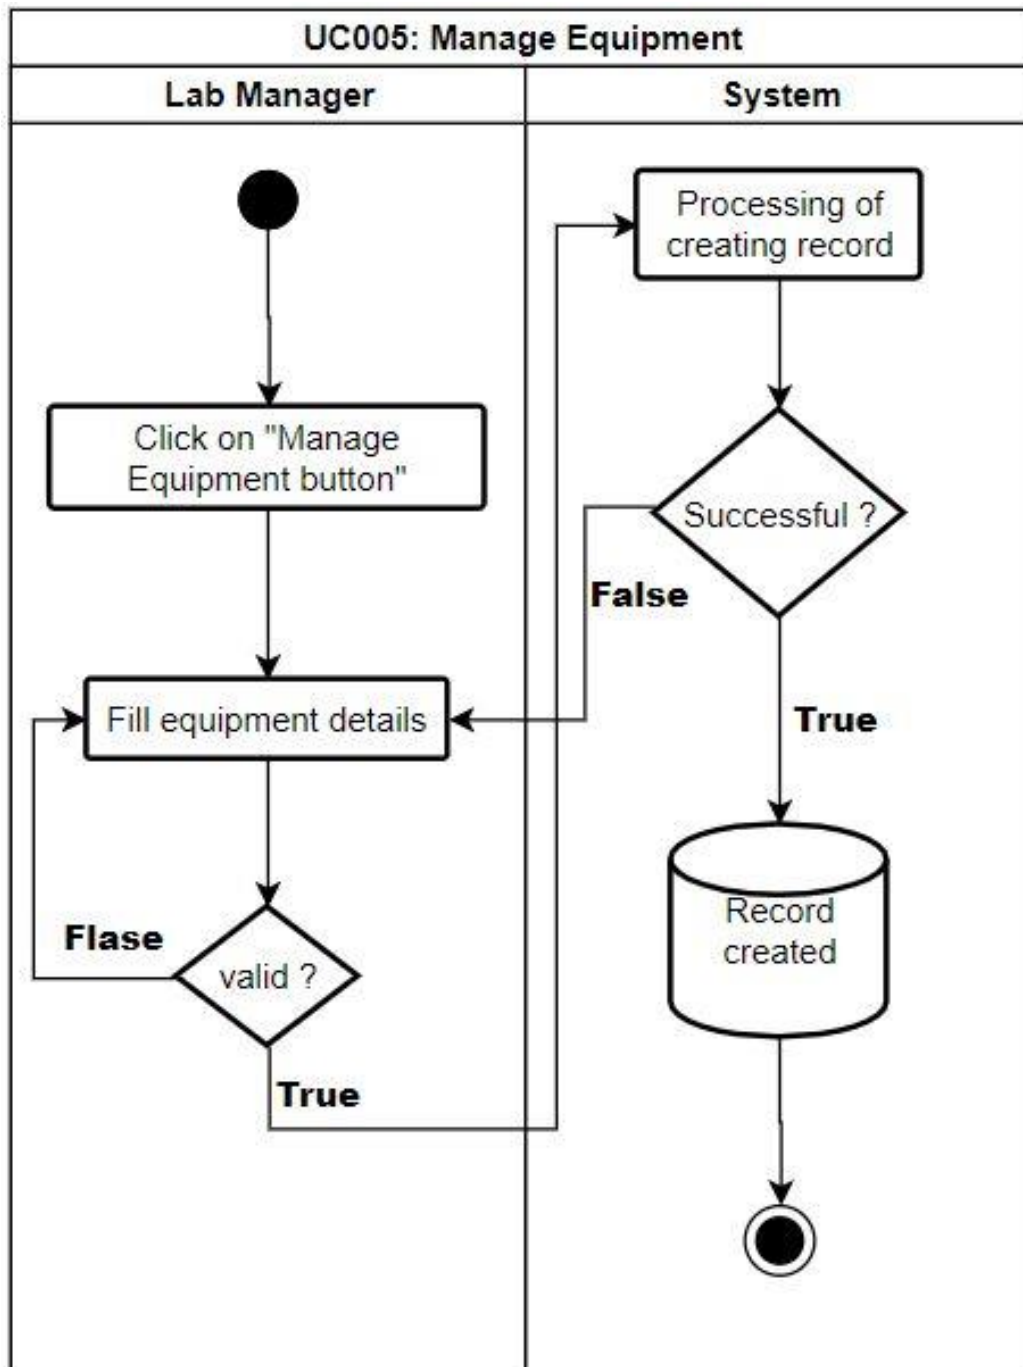 UC005: Manage Equipment
Lab Manager
System
Click on "Manage
Equipment button"
Fill equipment details
Flase
valid ?
True
Processing of
creating record
Successful ?
False
True
Record
created